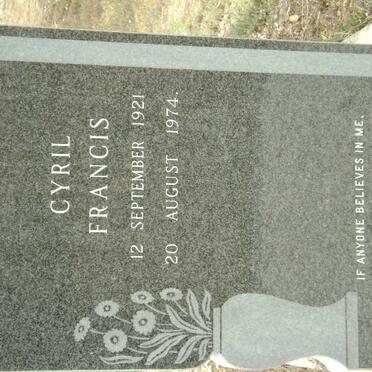 CYRIL
FRANCIS
12 SEPTEMBER 1921
20 AUGUST 1974.
IF ANYONE BELIEVES IN ME.